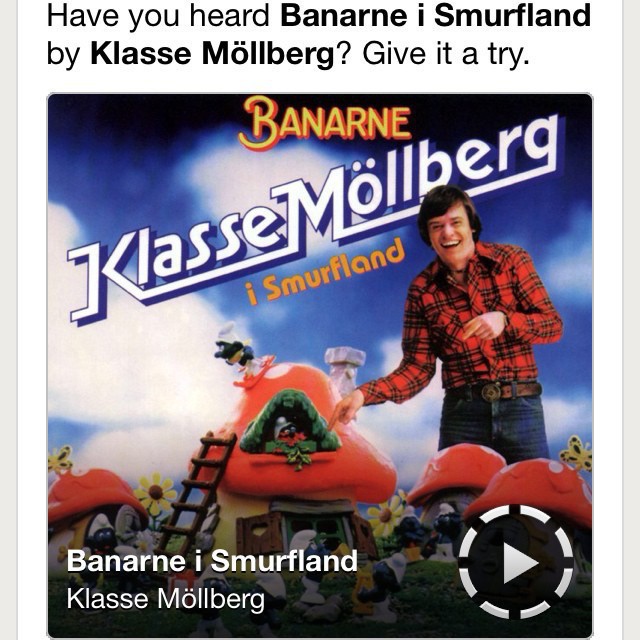 Have you heard Banarne i Smurfland
by Klasse Möllberg? Give it a try.
BANARNE
Klasse Möllberg
i Smurfland
Banarne i Smurfland
Klasse Möllberg